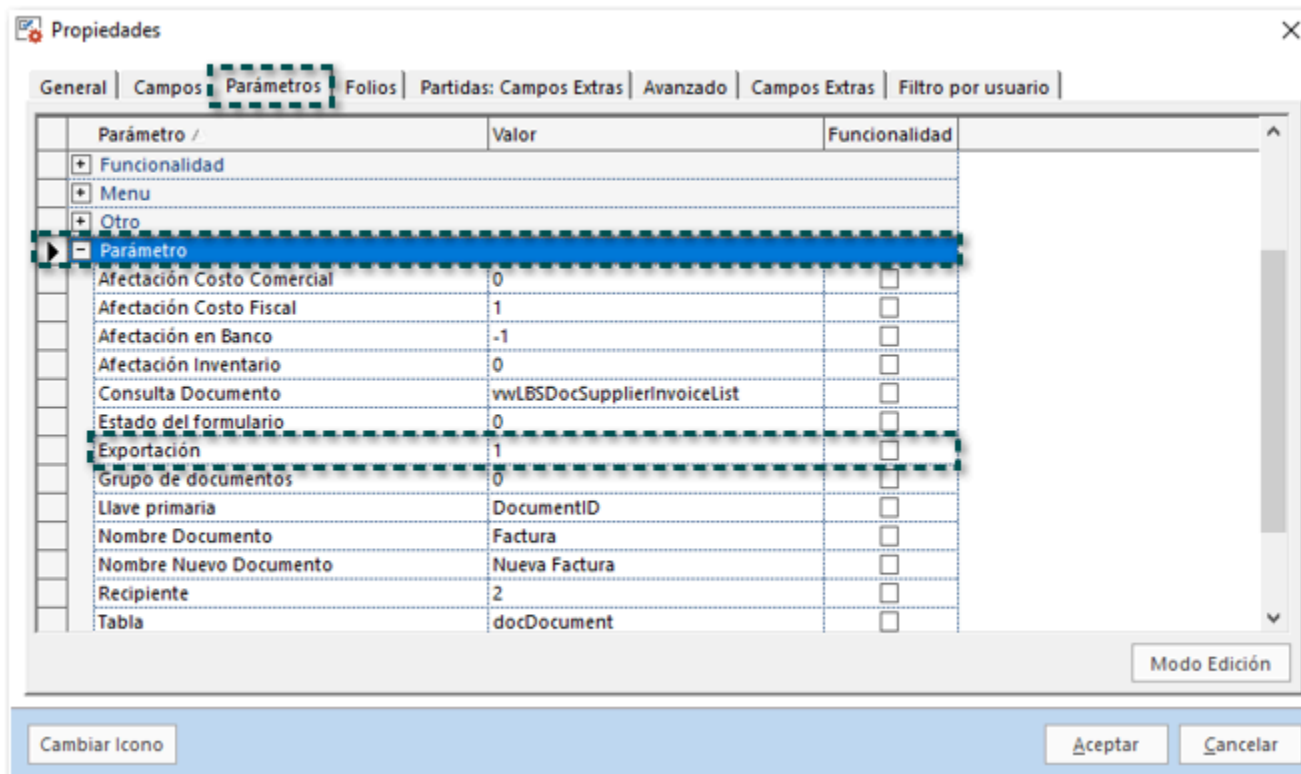 Propiedades
General Campos Parámetros Folios Partidas: Campos Extras Avanzado Campos Extras Filtro por usuario
Parámetro Valor Funcionalidad
Funcionalidad
Menu
Otro
Parámetro
Afectación Costo Comercial 0
Afectación Costo Fiscal 1
Afectación en Banco -1
Afectación Inventario 0
Consulta Documento vwLBSDocSupplierInvoiceList
Estado del formulario 0
Exportación 1
Grupo de documentos 0
Llave primaria DocumentID
Nombre Documento Factura
Nombre Nuevo Documento Nueva Factura
Recipiente 2
Tabla docDocument
Modo Edición
Cambiar Icono Aceptar Cancelar